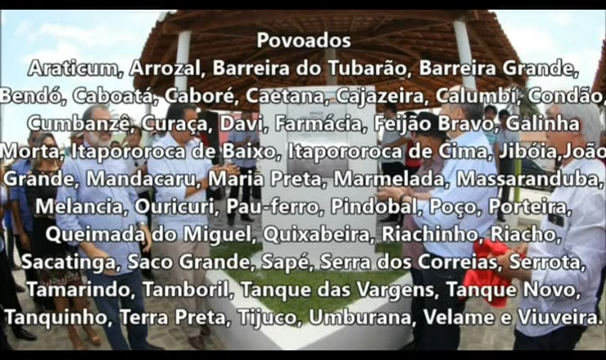 Povoados
Araticum, Arrozal, Barreira do Tubarão, Barreira Grande,
Bendó, Caboatá, Caboré, Caetana, Cajazeira, Calumbí, Condão,
Cumbanzê, Curaça, Davi, Farmácia, Feijão Bravo, Galinha
Morta, Itapororoca de Baixo, Itapororoca de Cima, Jibóia,João
Grande, Mandacaru, Maria Preta, Marmelada, Massaranduba,
Melancia, Ouricuri, Pau-ferro, Pindobal, Poço, Porteira,
Queimada do Miguel, Quixabeira, Riachinho, Riacho,
Sacatinga, Saco Grande, Sapé, Serra dos Correias, Serrota,
Tamarindo, Tamboril, Tanque das Vargens, Tanque Novo,
Tanquinho, Terra Preta, Tijuco, Umburana, Velame e Viuveira.